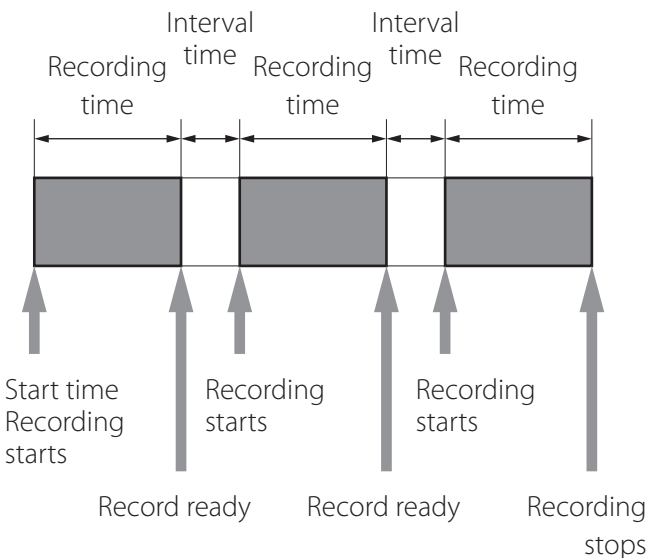 Interval
time
Interval
time
Recording
time
Recording
time
Recording
time
Start time
Recording
starts
Recording
starts
Recording
starts
Record ready
Record ready
Recording
stops